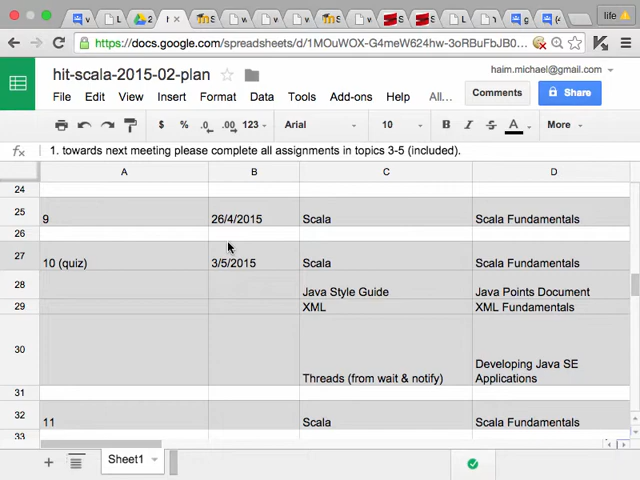 life
https://docs.google.com/spreadsheets/d/1MOuWOX-G4meW624hw-3oRBuFbJB0...
hit-scala-2015-02-plan
haim.michael@gmail.com
File Edit View Insert Format Data Tools Add-ons Help All...
Comments
Share
$ % .0 .00 123 Arial 10 B I S A More
fx 1. towards next meeting please complete all assignments in topics 3-5 (included).
A B C D
24
25 9 26/4/2015 Scala Scala Fundamentals
26
27 10 (quiz) 3/5/2015 Scala Scala Fundamentals
28 Java Style Guide Java Points Document
29 XML XML Fundamentals
30 Threads (from wait & notify) Developing Java SE
Applications
31
32 11 Scala Scala Fundamentals
33
Sheet1